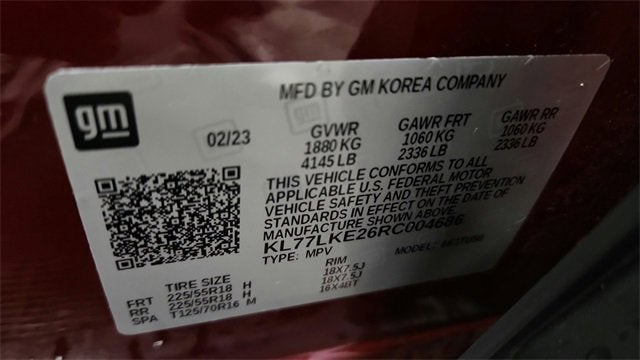 gm
MFD BY GM KOREA COMPANY
02/23 GVWR GAWR FRT GAWR RR
1880 KG 1060 KG 1060 KG
4145 LB 2336 LB 2336 LB
THIS VEHICLE CONFORMS TO ALL
APPLICABLE U.S. FEDERAL MOTOR
VEHICLE SAFETY AND THEFT PREVENTION
STANDARDS IN EFFECT ON THE DATE OF
MANUFACTURE SHOWN ABOVE.
KL77LKE26RC004686
TYPE: MPV MODEL:
TIRE SIZE RIM
FRT 225/55R18 H 18X7.5J
RR 225/55R18 H 18X7.5J
SPA T125/70R16 M 16X4BT